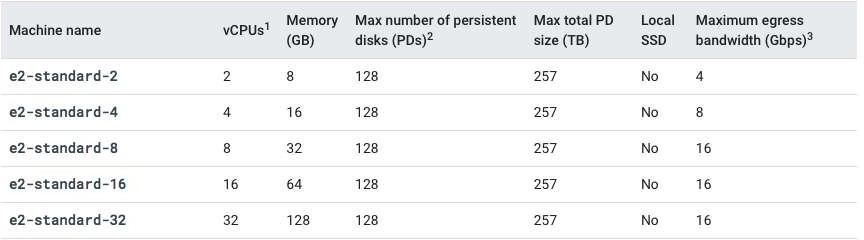 Machine name vCPUs1 Memory (GB) Max number of persistent disks (PDs)2 Max total PD size (TB) Local SSD Maximum egress bandwidth (Gbps)3
e2-standard-2 2 8 128 257 No 4
e2-standard-4 4 16 128 257 No 8
e2-standard-8 8 32 128 257 No 16
e2-standard-16 16 64 128 257 No 16
e2-standard-32 32 128 128 257 No 16